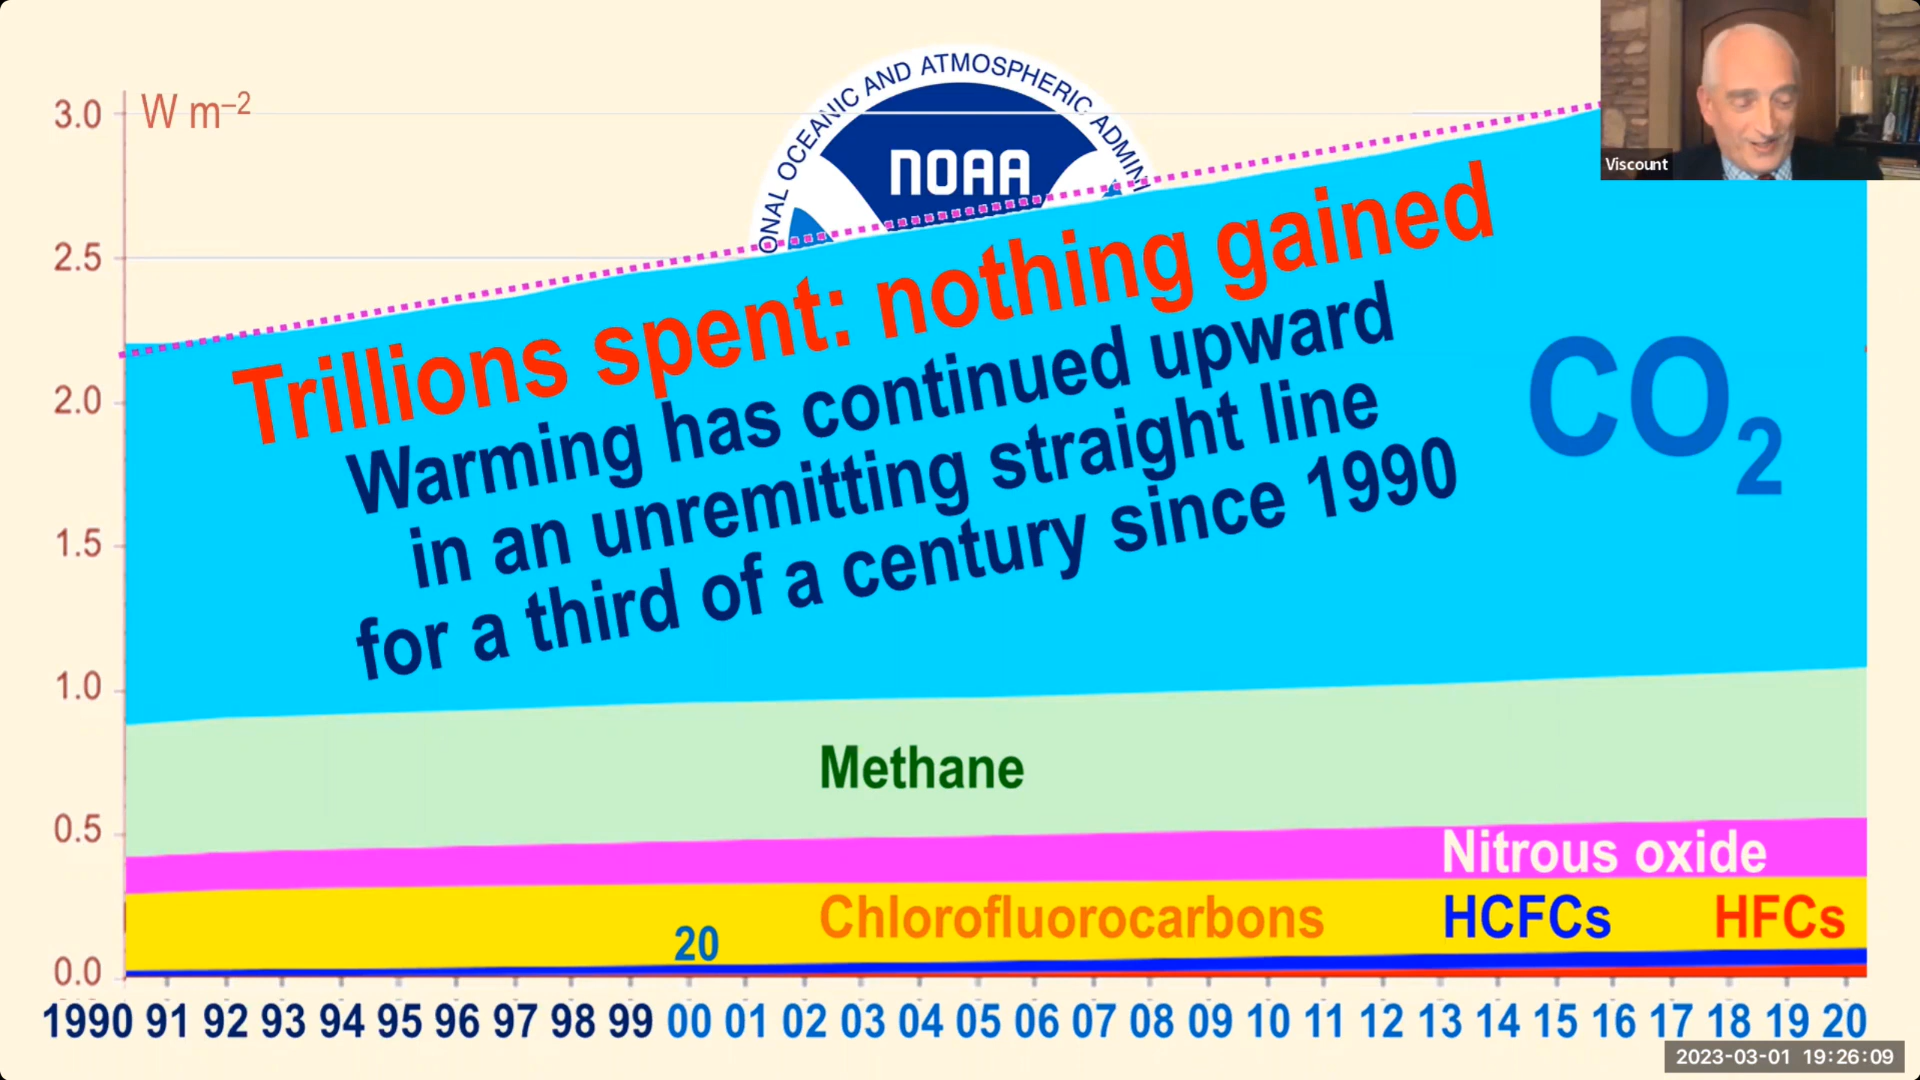 ONAL OCEANIC AND ATMOSPHERIC ADMINI
NOAA
3.0 W m–2
2.5
2.0
1.5
1.0
0.5
0.0
Viscount
Trillions spent: nothing gained
Warming has continued upward
in an unremitting straight line
for a third of a century since 1990
CO2
Methane
Nitrous oxide
Chlorofluorocarbons HCFCs HFCs
20
1990 91 92 93 94 95 96 97 98 99 00 01 02 03 04 05 06 07 08 09 10 11 12 13 14 15 16 17 18 19 20
2023-03-01 19:26:09